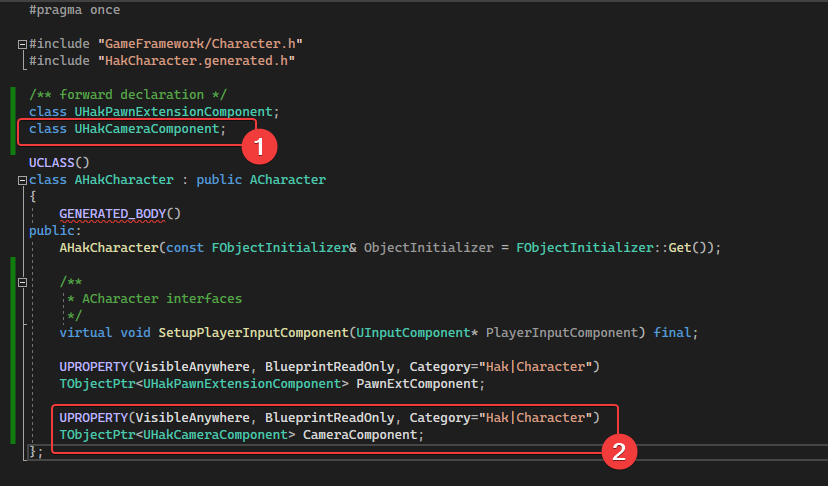 #pragma once
#include "GameFramework/Character.h"
#include "HakCharacter.generated.h"
/** forward declaration */
class UHakPawnExtensionComponent;
class UHakCameraComponent;
1
UCLASS()
class AHakCharacter : public ACharacter
{
GENERATED_BODY()
public:
AHakCharacter(const FObjectInitializer& ObjectInitializer = FObjectInitializer::Get());
/**
* ACharacter interfaces
*/
virtual void SetupPlayerInputComponent(UInputComponent* PlayerInputComponent) final;
UPROPERTY(VisibleAnywhere, BlueprintReadOnly, Category="Hak|Character")
TObjectPtr<UHakPawnExtensionComponent> PawnExtComponent;
UPROPERTY(VisibleAnywhere, BlueprintReadOnly, Category="Hak|Character")
TObjectPtr<UHakCameraComponent> CameraComponent;
2
};